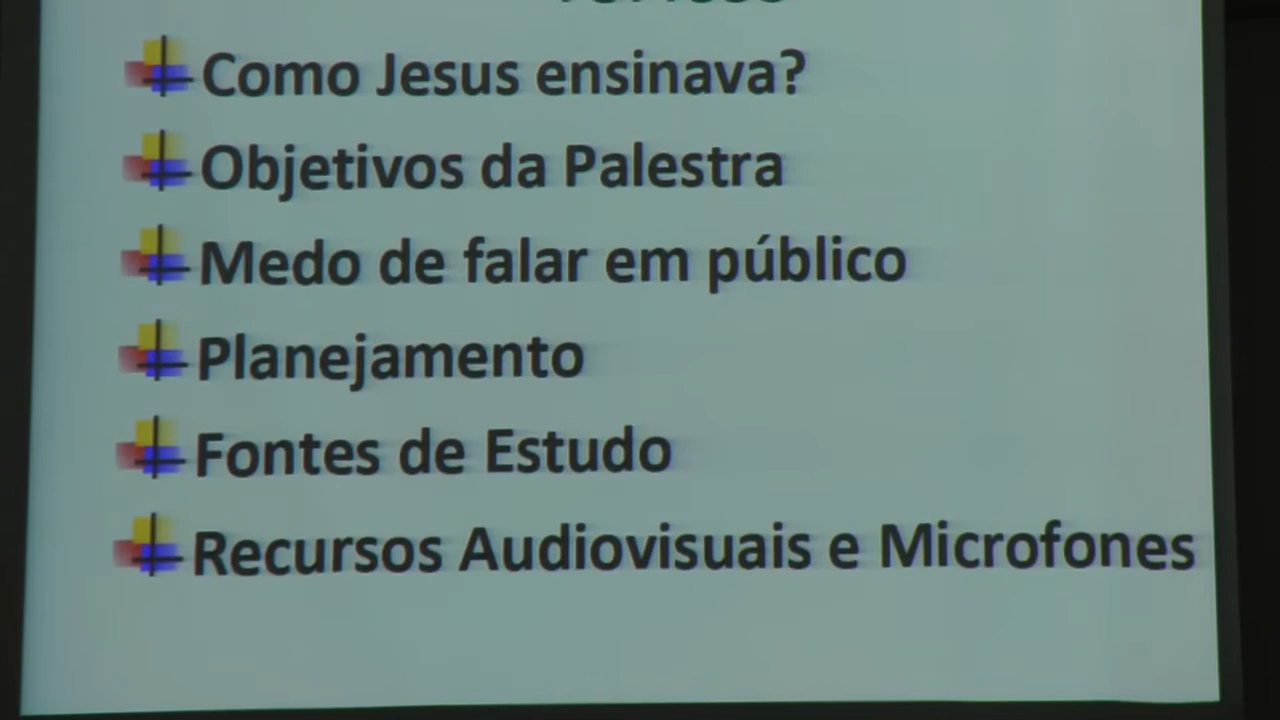 Como Jesus ensinava?
Objetivos da Palestra
Medo de falar em público
Planejamento
Fontes de Estudo
Recursos Audiovisuais e Microfones